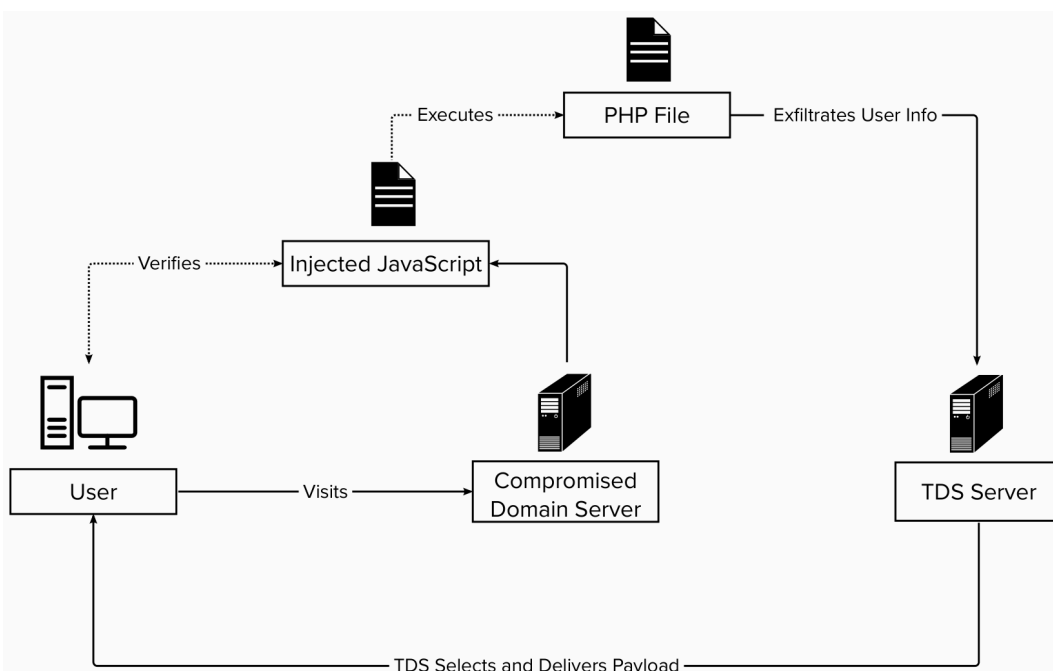 Executes
PHP File
Exfiltrates User Info
Verifies
Injected JavaScript
User
Visits
Compromised
Domain Server
TDS Server
TDS Selects and Delivers Payload